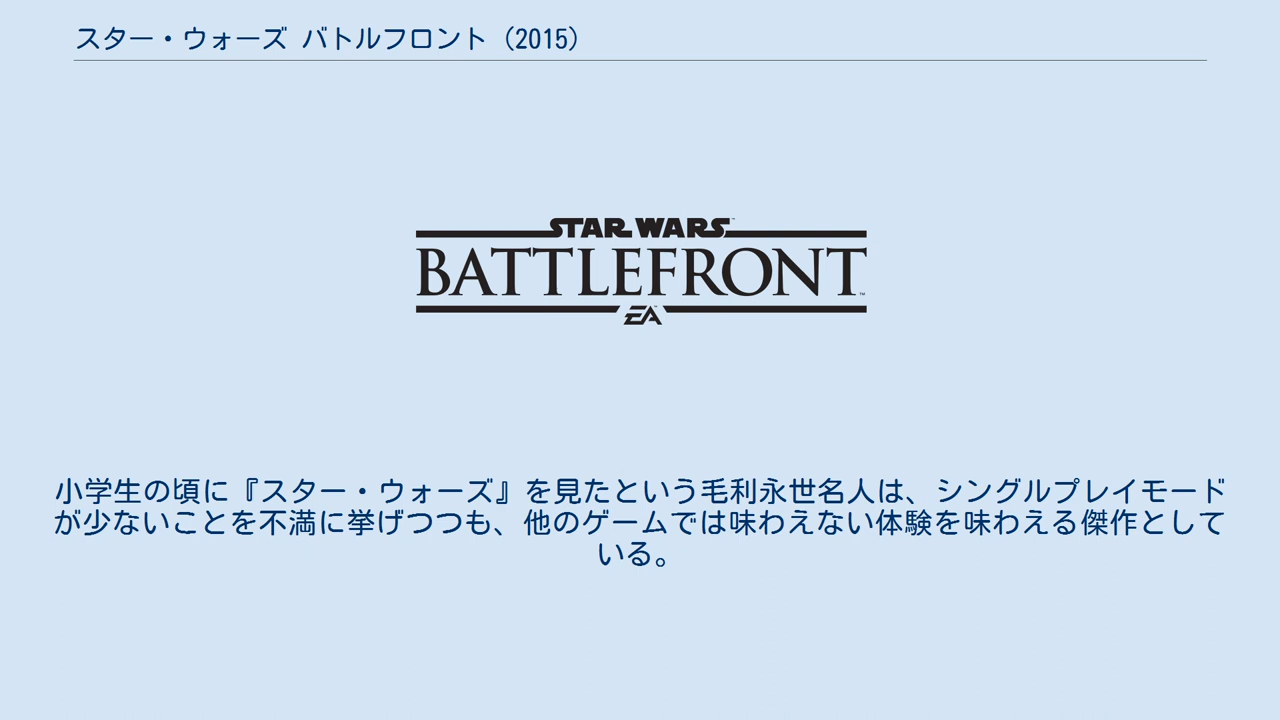 スター・ウォーズ バトルフロント（2015）
STAR WARS™
BATTLEFRONT™
EA
小学生の頃に『スター・ウォーズ』を見たという毛利永世名人は、シングルプレイモード
が少ないことを不満に挙げつつも、他のゲームでは味わえない体験を味わえる傑作として
いる。